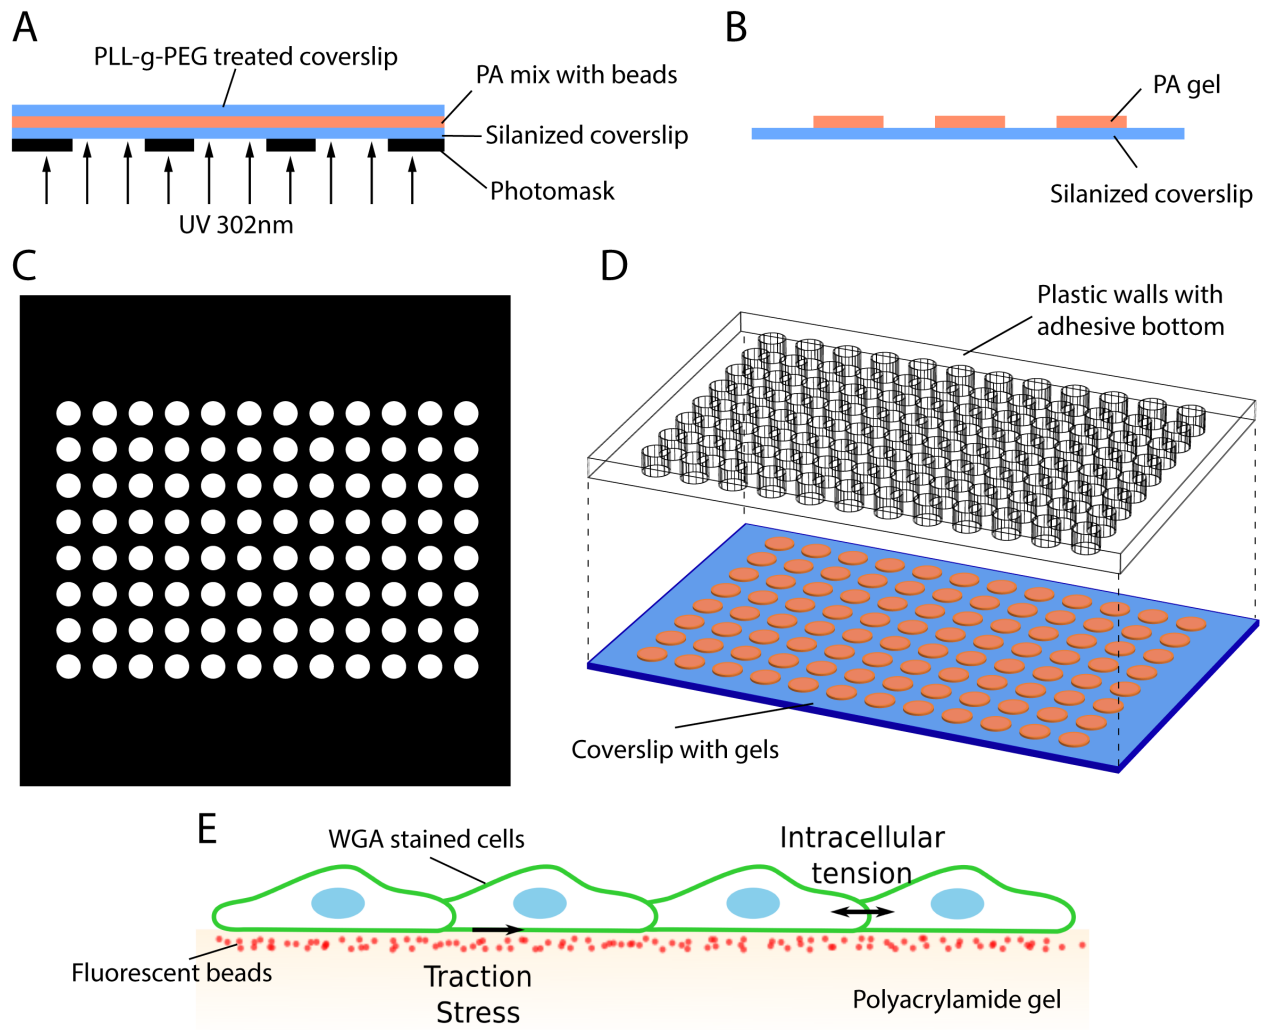 A
PLL-g-PEG treated coverslip
PA mix with beads
Silanized coverslip
Photomask
UV 302nm
B
PA gel
Silanized coverslip
C
D
Plastic walls with
adhesive bottom
Coverslip with gels
E
WGA stained cells
Intracellular
tension
Fluorescent beads
Traction
Stress
Polyacrylamide gel